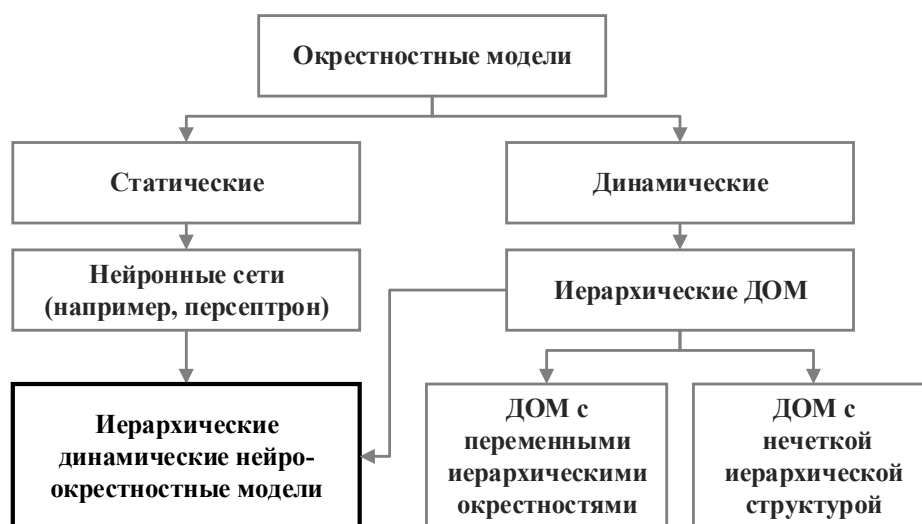 Окрестностные модели
Статические
Динамические
Нейронные сети
(например, персептрон)
Иерархические ДОМ
Иерархические
динамические нейро-
окрестностные модели
ДОМ с
переменными
иерархическими
окрестностями
ДОМ с
нечеткой
иерархической
структурой